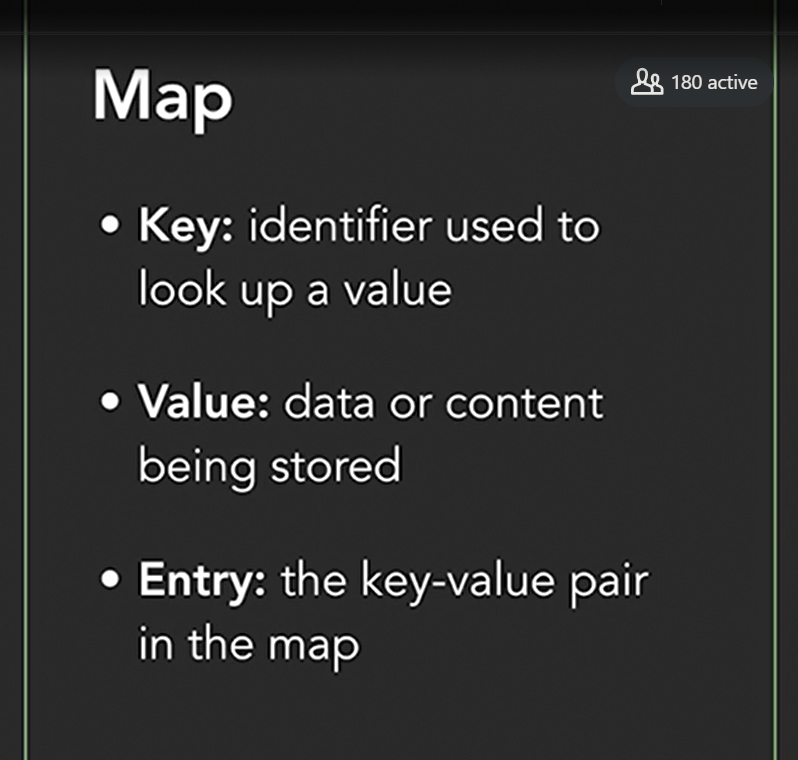 Map
180 active
• Key: identifier used to
look up a value
• Value: data or content
being stored
• Entry: the key-value pair
in the map